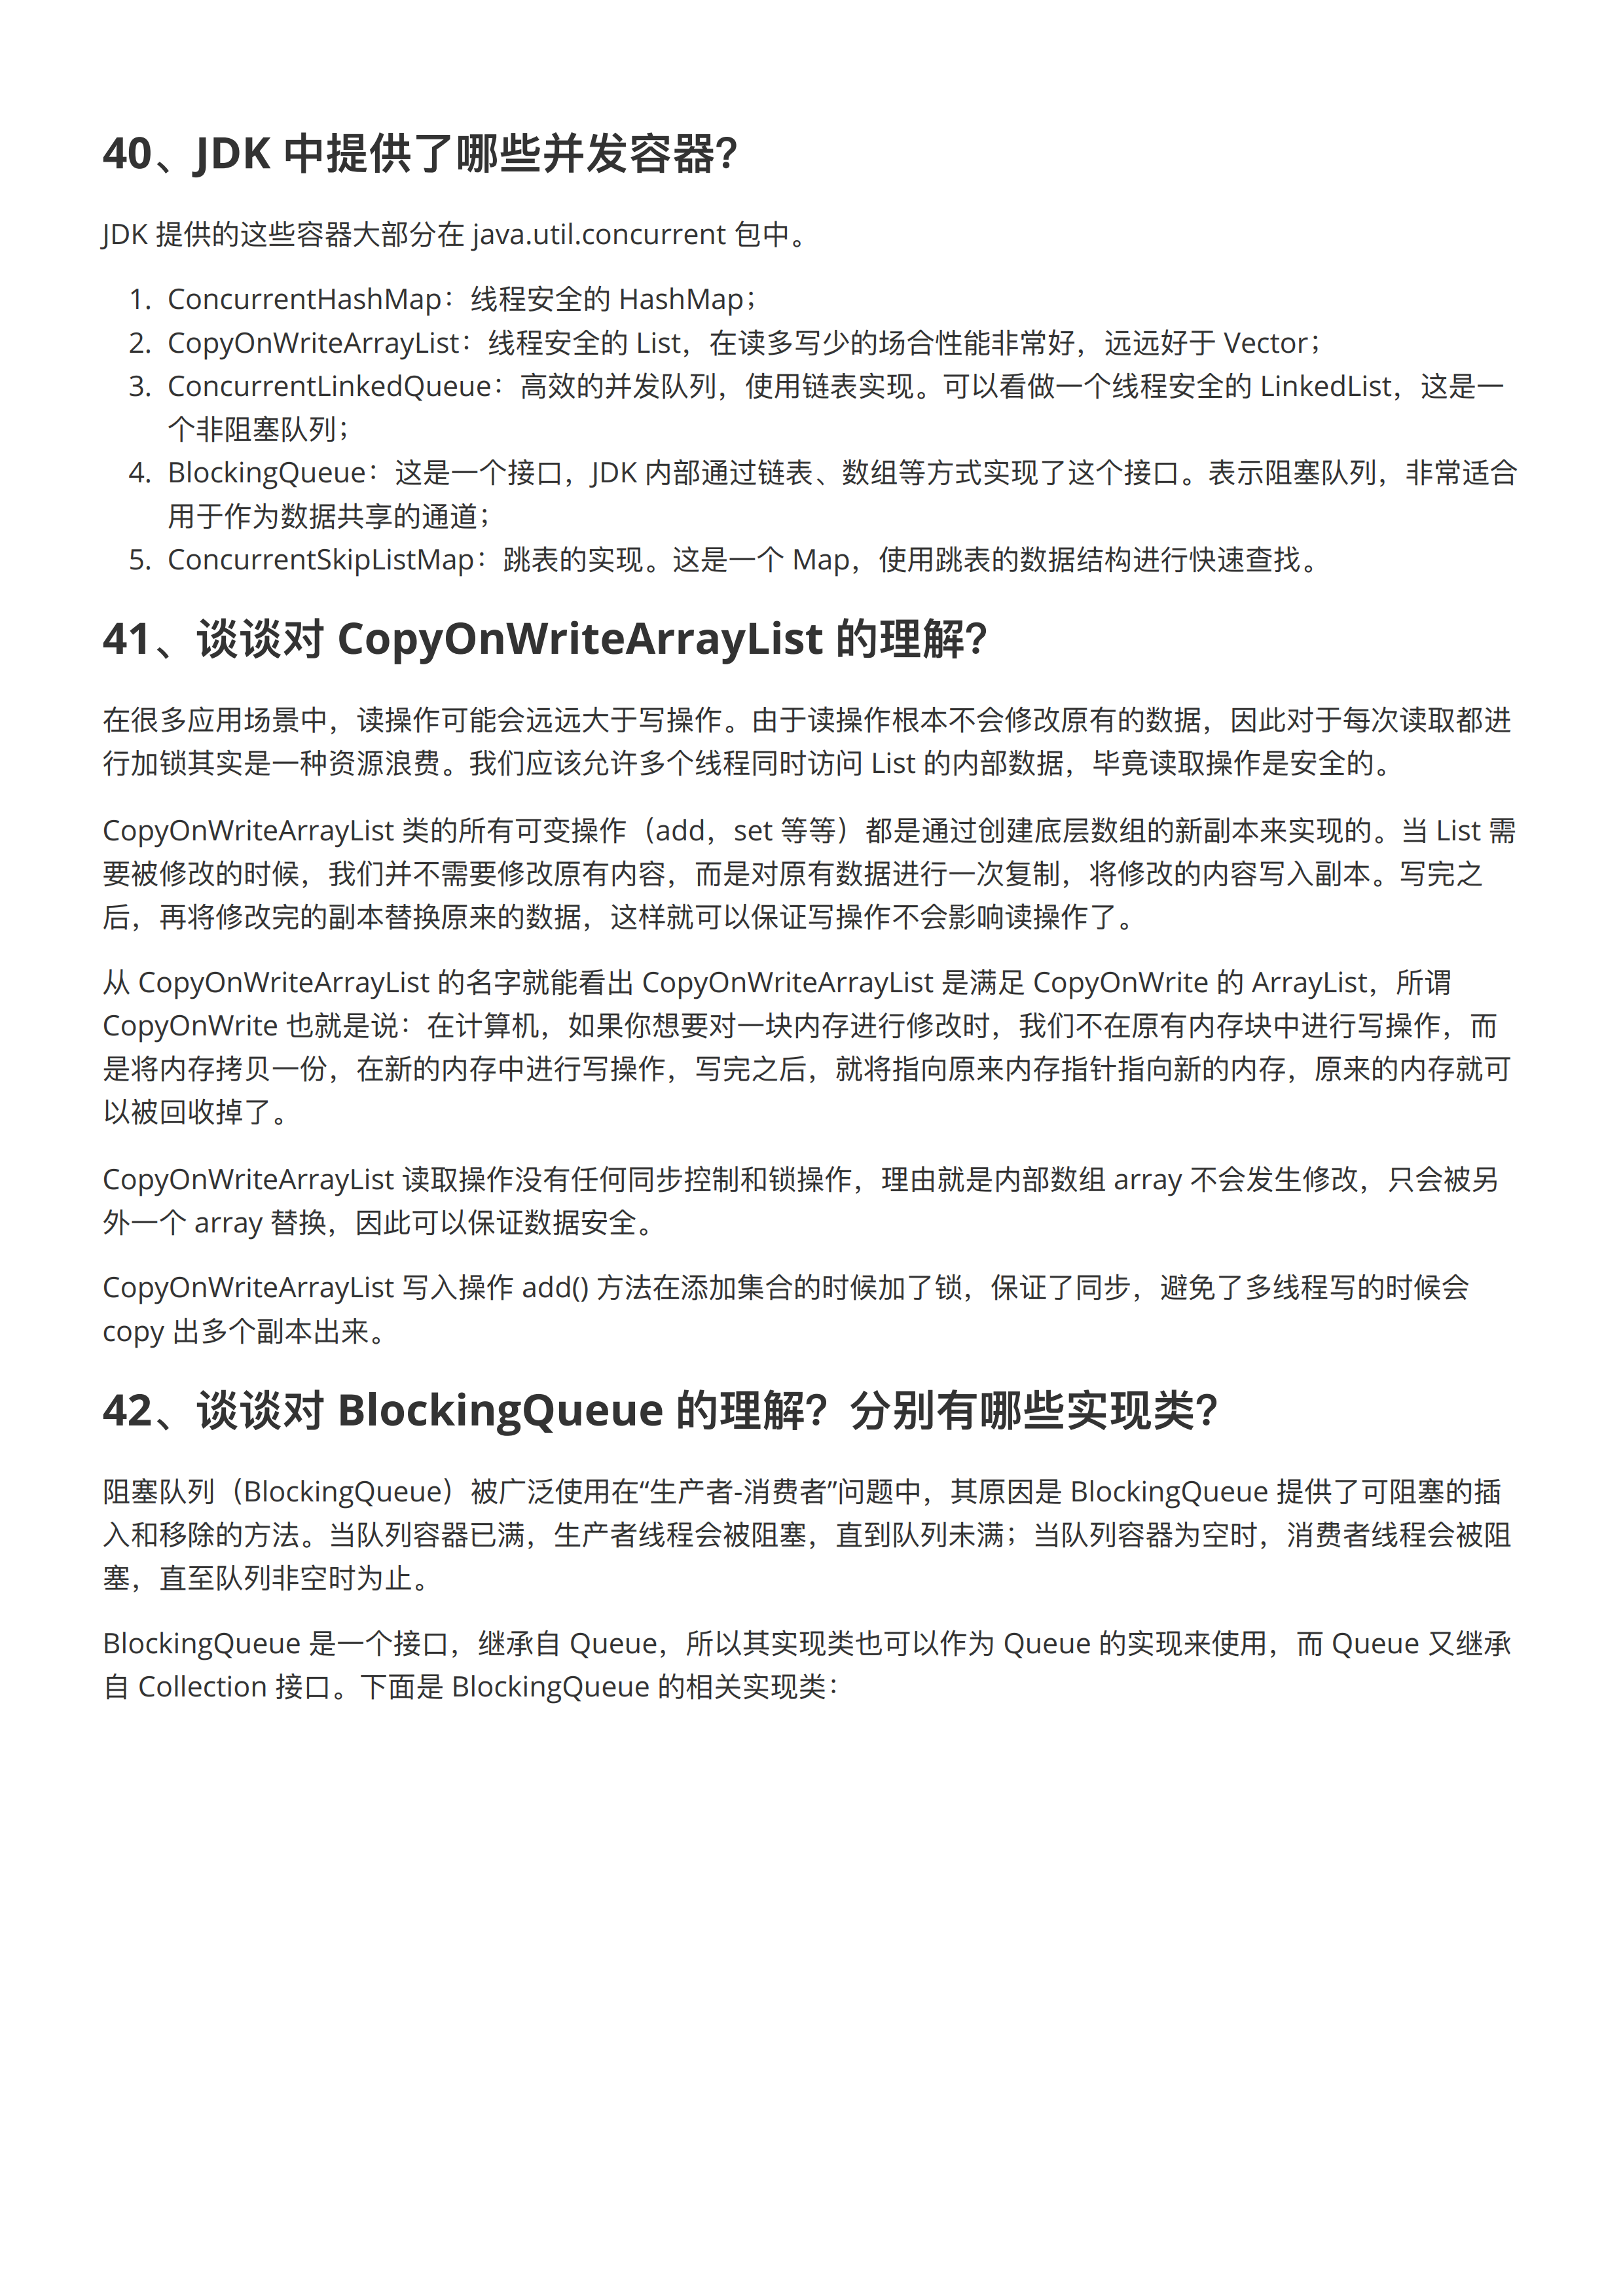 40、JDK 中提供了哪些并发容器？
JDK 提供的这些容器大部分在 java.util.concurrent 包中。
1. ConcurrentHashMap：线程安全的 HashMap；
2. CopyOnWriteArrayList：线程安全的 List，在读多写少的场合性能非常好，远远好于 Vector；
3. ConcurrentLinkedQueue：高效的并发队列，使用链表实现。可以看做一个线程安全的 LinkedList，这是一
个非阻塞队列；
4. BlockingQueue：这是一个接口，JDK 内部通过链表、数组等方式实现了这个接口。表示阻塞队列，非常适合
用于作为数据共享的通道；
5. ConcurrentSkipListMap：跳表的实现。这是一个 Map，使用跳表的数据结构进行快速查找。
41、谈谈对 CopyOnWriteArrayList 的理解？
在很多应用场景中，读操作可能会远远大于写操作。由于读操作根本不会修改原有的数据，因此对于每次读取都进
行加锁其实是一种资源浪费。我们应该允许多个线程同时访问 List 的内部数据，毕竟读取操作是安全的。
CopyOnWriteArrayList 类的所有可变操作（add，set 等等）都是通过创建底层数组的新副本来实现的。当 List 需
要被修改的时候，我们并不需要修改原有内容，而是对原有数据进行一次复制，将修改的内容写入副本。写完之
后，再将修改完的副本替换原来的数据，这样就可以保证写操作不会影响读操作了。
从 CopyOnWriteArrayList 的名字就能看出 CopyOnWriteArrayList 是满足 CopyOnWrite 的 ArrayList，所谓
CopyOnWrite 也就是说：在计算机，如果你想要对一块内存进行修改时，我们不在原有内存块中进行写操作，而
是将内存拷贝一份，在新的内存中进行写操作，写完之后，就将指向原来内存指针指向新的内存，原来的内存就可
以被回收掉了。
CopyOnWriteArrayList 读取操作没有任何同步控制和锁操作，理由就是内部数组 array 不会发生修改，只会被另
外一个 array 替换，因此可以保证数据安全。
CopyOnWriteArrayList 写入操作 add() 方法在添加集合的时候加了锁，保证了同步，避免了多线程写的时候会
copy 出多个副本出来。
42、谈谈对 BlockingQueue 的理解？分别有哪些实现类？
阻塞队列（BlockingQueue）被广泛使用在“生产者-消费者”问题中，其原因是 BlockingQueue 提供了可阻塞的插
入和移除的方法。当队列容器已满，生产者线程会被阻塞，直到队列未满；当队列容器为空时，消费者线程会被阻
塞，直至队列非空时为止。
BlockingQueue 是一个接口，继承自 Queue，所以其实现类也可以作为 Queue 的实现来使用，而 Queue 又继承
自 Collection 接口。下面是 BlockingQueue 的相关实现类：